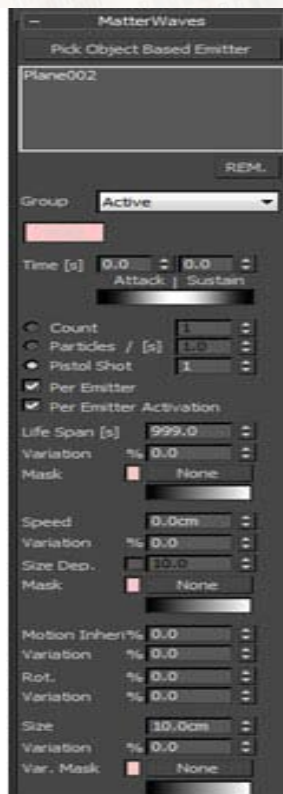 − MatterWaves
Pick Object Based Emitter
Plane002
REM.
Group Active
Time [s] 0.0 0.0
Attack | Sustain
Count 1
Particles / [s] 1.0
Pistol Shot 1
Per Emitter
Per Emitter Activation
Life Span [s] 999.0
Variation % 0.0
Mask None
Speed 0.0cm
Variation % 0.0
Size Dep. 10.0
Mask None
Motion Inheri% 0.0
Variation % 0.0
Rot. % 0.0
Variation % 0.0
Size 10.0cm
Variation % 0.0
Var. Mask None